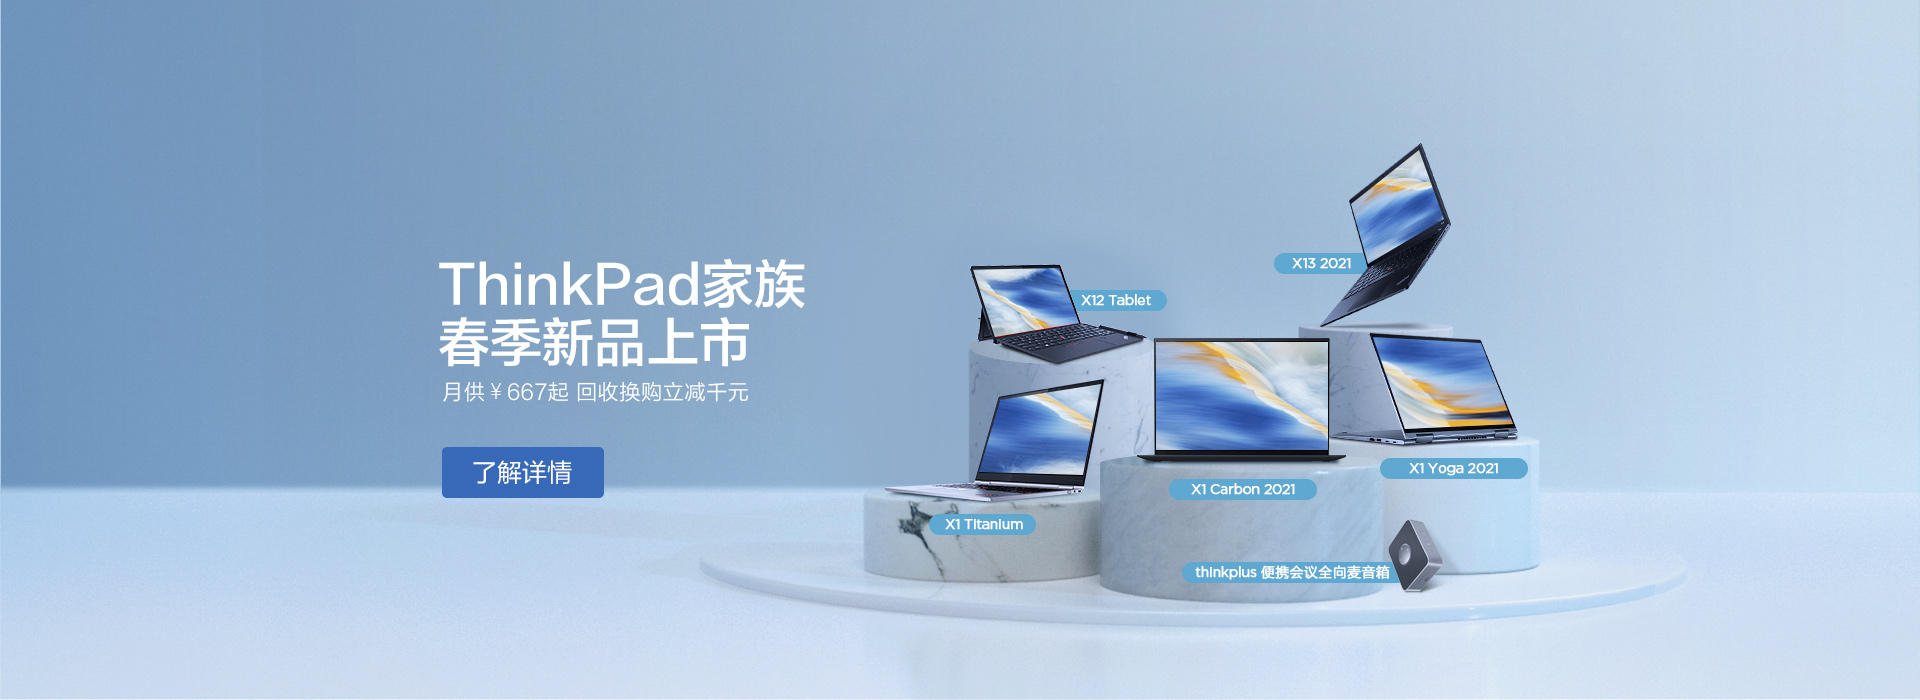 ThinkPad家族
春季新品上市
月供￥667起 回收换购立减千元
了解详情
X13 2021
X12 Tablet
X1 Yoga 2021
X1 Carbon 2021
X1 Titanium
thinkplus 便携会议全向麦音箱